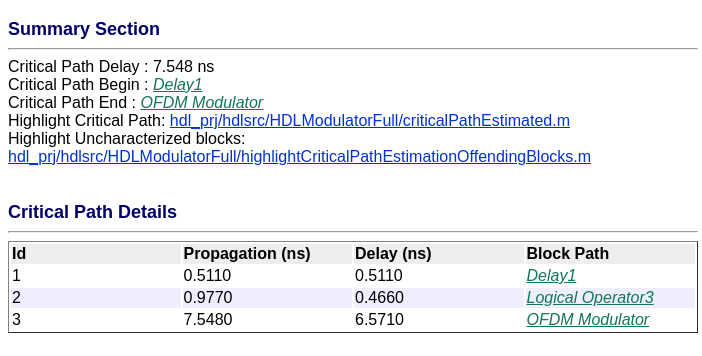 Summary Section
Critical Path Delay : 7.548 ns
Critical Path Begin : Delay1
Critical Path End : OFDM Modulator
Highlight Critical Path: hdl_prj/hdlsrc/HDLModulatorFull/criticalPathEstimated.m
Highlight Uncharacterized blocks:
hdl_prj/hdlsrc/HDLModulatorFull/highlightCriticalPathEstimationOffendingBlocks.m
Critical Path Details
Id Propagation (ns) Delay (ns) Block Path
1 0.5110 0.5110 Delay1
2 0.9770 0.4660 Logical Operator3
3 7.5480 6.5710 OFDM Modulator